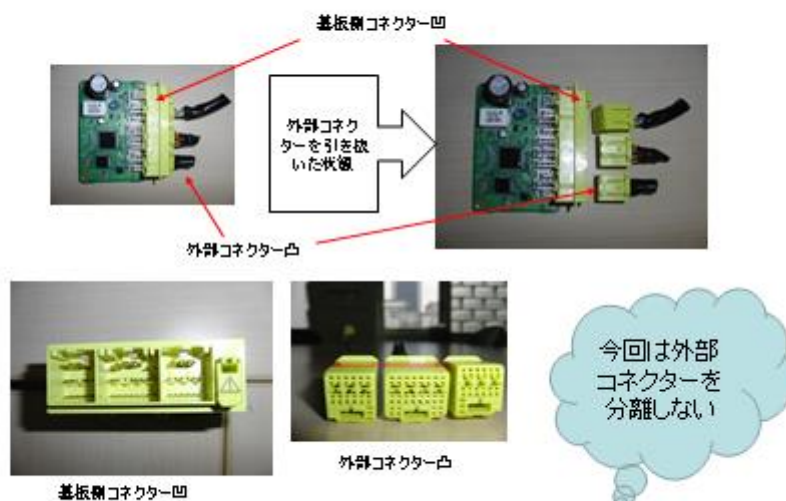 基板側コネクター凹
外部コネク
ターを引き抜
いた状態
外部コネクター凸
今回は外部
コネクターを
分離しない
外部コネクター凸
基板側コネクター凹